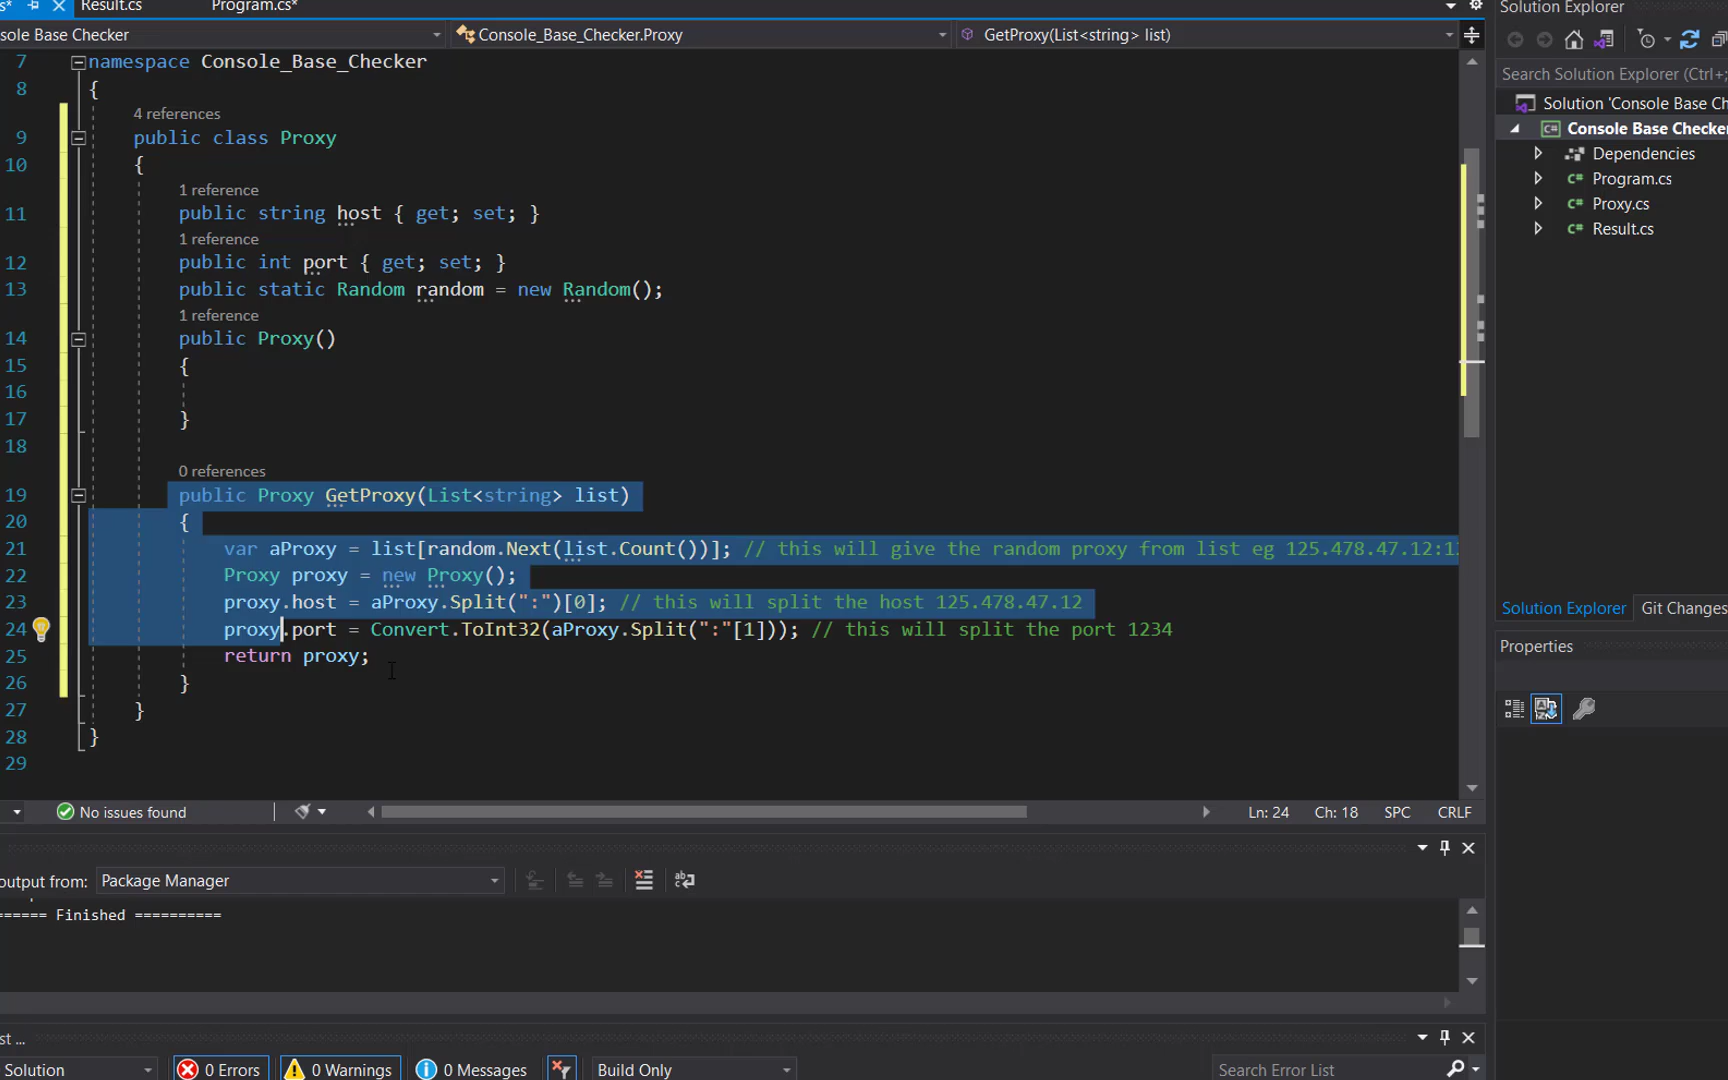 s*
Result.cs
Program.cs*
Solution Explorer
sole Base Checker
Console_Base_Checker.Proxy
GetProxy(List<string> list)
Search Solution Explorer (Ctrl+;
Solution 'Console Base Ch
Console Base Checker
Dependencies
Program.cs
Proxy.cs
Result.cs
7 namespace Console_Base_Checker
8 {
4 references
9 public class Proxy
10 {
1 reference
11 public string host { get; set; }
1 reference
12 public int port { get; set; }
13 public static Random random = new Random();
1 reference
14 public Proxy()
15 {
16
17 }
18
0 references
19 public Proxy GetProxy(List<string> list)
20 {
21 var aProxy = list[random.Next(list.Count())]; // this will give the random proxy from list eg 125.478.47.12:1
22 Proxy proxy = new Proxy();
23 proxy.host = aProxy.Split(":")[0]; // this will split the host 125.478.47.12
24 proxy.port = Convert.ToInt32(aProxy.Split(":"[1])); // this will split the port 1234
25 return proxy;
26 }
27 }
28 }
29
Solution Explorer
Git Changes
Properties
No issues found
Ln: 24
Ch: 18
SPC
CRLF
output from:
Package Manager
====== Finished ==========
st ...
Solution
0 Errors
0 Warnings
0 Messages
Build Only
Search Error List